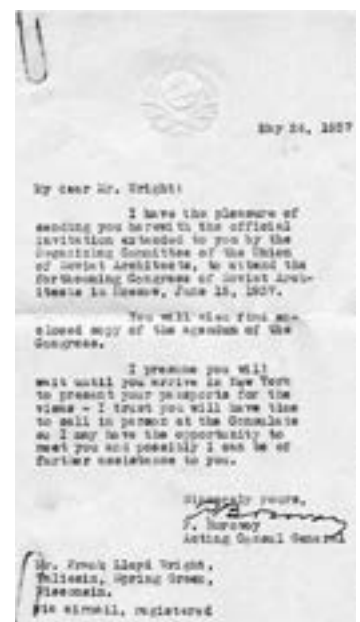 May 24, 1937
My dear Mr. Wright:
I have the pleasure of
sending you herewith the official
invitation extended to you by the
Organizing Committee of the Union
of Soviet Architects, to attend the
forthcoming Congress of Soviet Arch-
itects in Moscow, June 15, 1937.
You will also find en-
closed copy of the agendum of the
Congress.
I presume you will
wait until you arrive in New York
to present your passports for the
visas - I trust you will have time
to call in person at the Consulate
so I may have the opportunity to
meet you and possibly I can be of
further assistance to you.
Sincerely yours,
Acting Consul General
Mr. Frank Lloyd Wright,
Taliesin, Spring Green,
Wisconsin.
Via airmail, registered